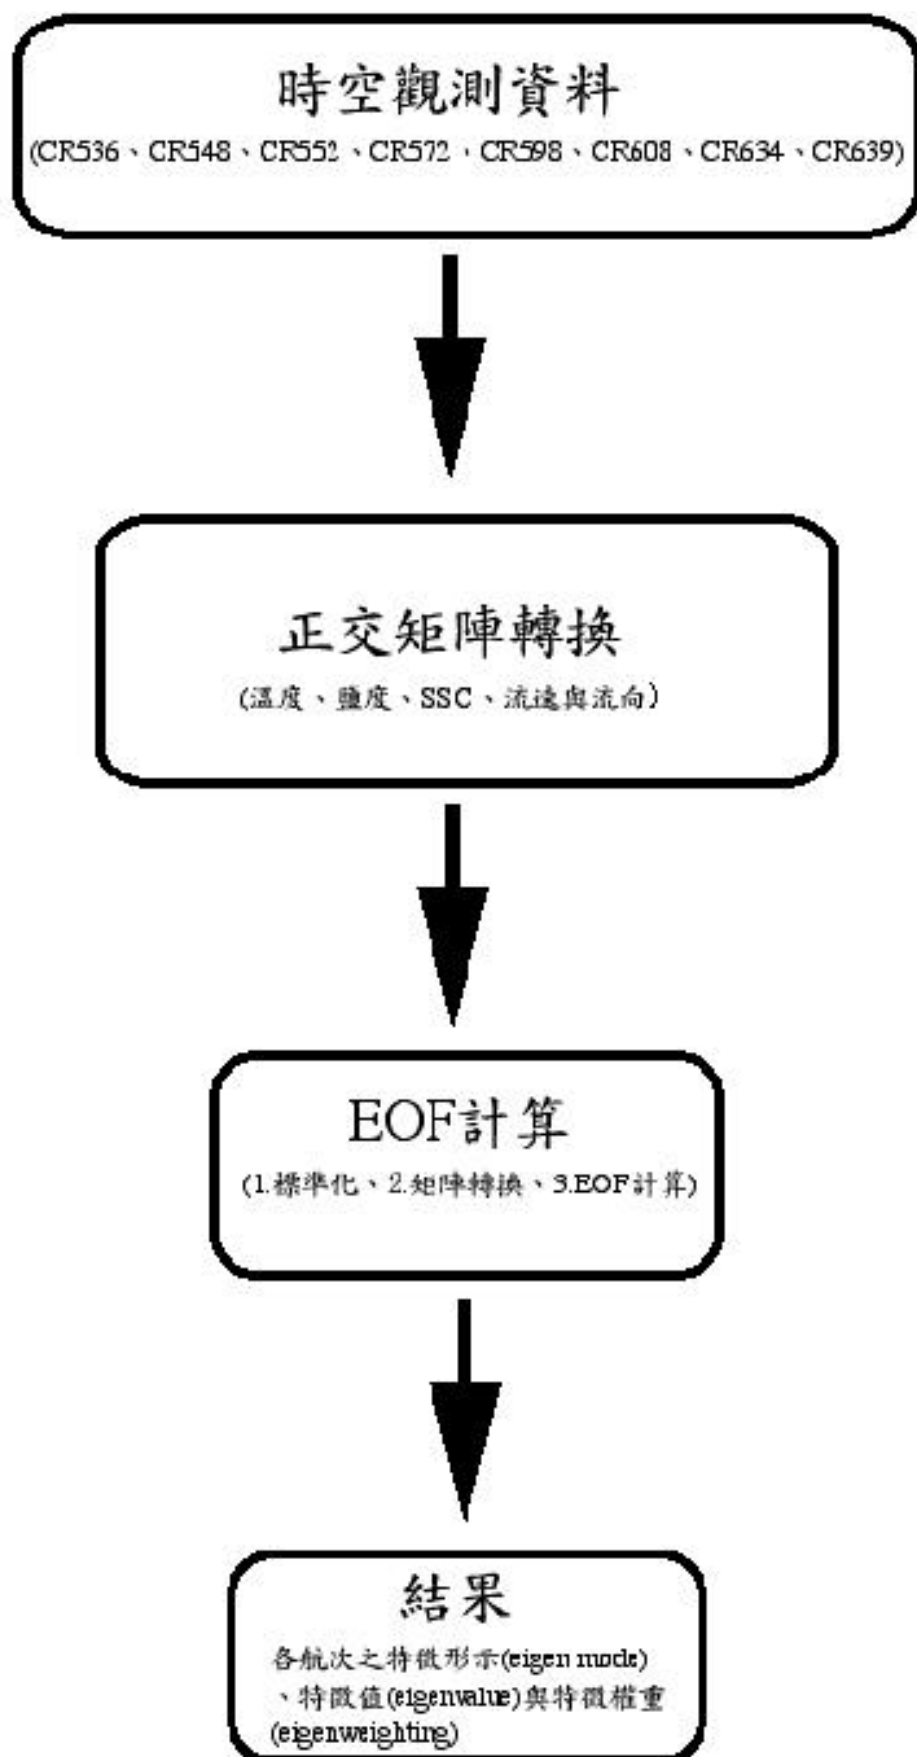 時空觀測資料
(CR536、CR548、CR552、CR572、CR598、CR608、CR634、CR639)
正交矩陣轉換
(溫度、鹽度、SSC、流速與流向)
EOF計算
(1.標準化、2.矩陣轉換、3.EOF計算)
結果
各航次之特徵形示(eigen mode)
、特徵值(eigenvalue)與特徵權重
(eigenweighting)